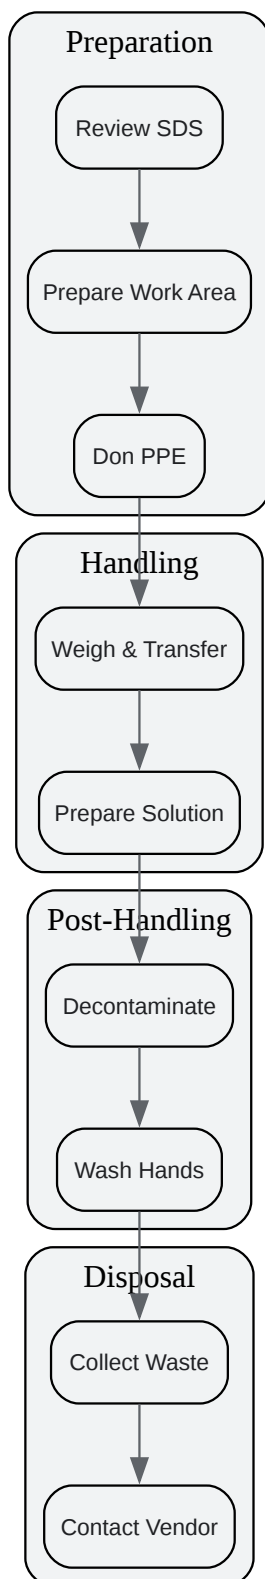 Preparation
Review SDS
Prepare Work Area
Don PPE
Handling
Weigh & Transfer
Prepare Solution
Post-Handling
Decontaminate
Wash Hands
Disposal
Collect Waste
Contact Vendor